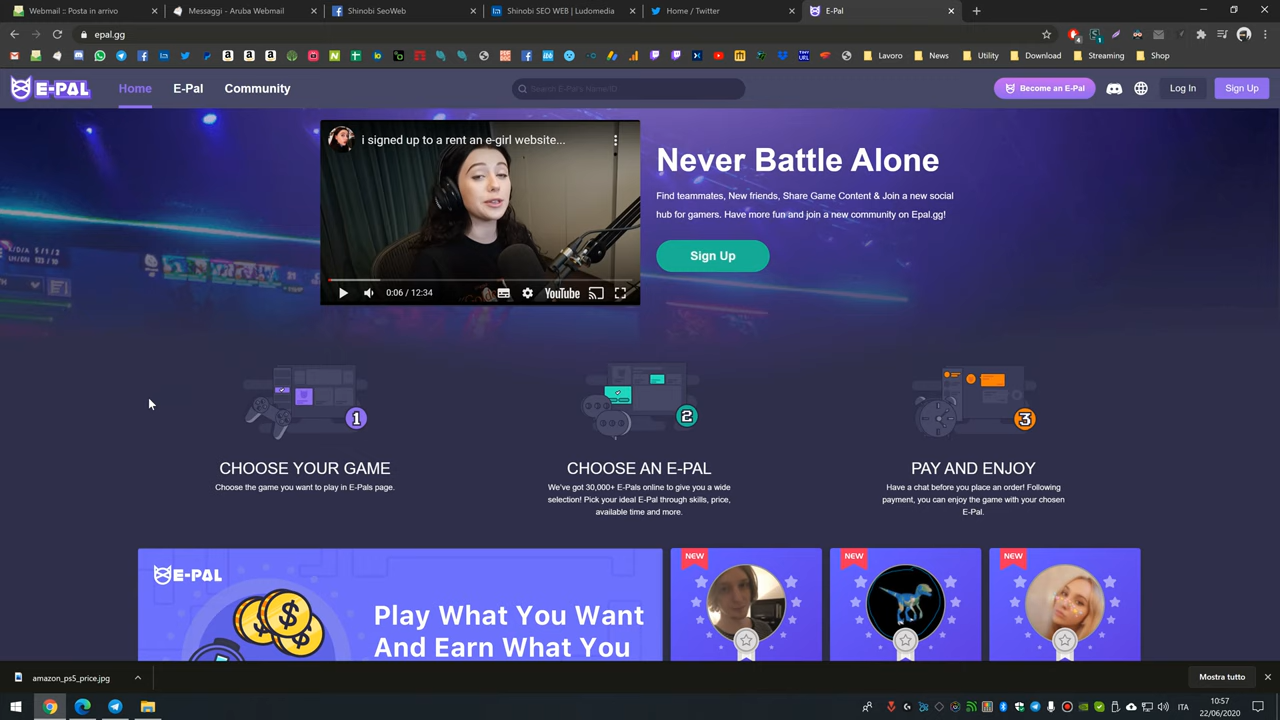 Webmail :: Posta in arrivo
Messaggi - Aruba Webmail
Shinobi SeoWeb
Shinobi SEO WEB | Ludomedia
Home / Twitter
E-Pal
epal.gg
Lavoro
News
Utility
Download
Streaming
Shop
E-PAL
Home
E-Pal
Community
Search E-Pal's Name/ID
Become an E-Pal
Log In
Sign Up
i signed up to a rent an e-girl website...
0:06 / 12:34
YouTube
Never Battle Alone
Find teammates, New friends, Share Game Content & Join a new social
hub for gamers. Have more fun and join a new community on Epal.gg!
Sign Up
1
2
3
CHOOSE YOUR GAME
Choose the game you want to play in E-Pals page.
CHOOSE AN E-PAL
We've got 30,000+ E-Pals online to give you a wide
selection! Pick your ideal E-Pal through skills, price,
available time and more.
PAY AND ENJOY
Have a chat before you place an order! Following
payment, you can enjoy the game with your chosen
E-Pal.
E-PAL
Play What You Want
And Earn What You
NEW
NEW
NEW
amazon_ps5_price.jpg
Mostra tutto
ITA
10:57
22/06/2020